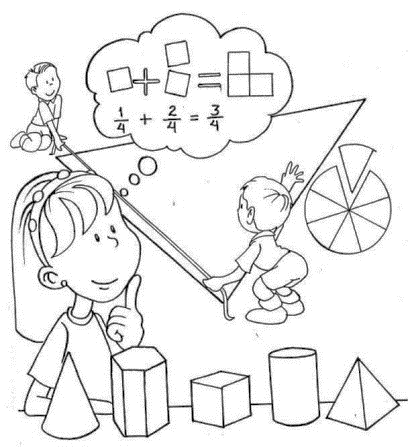 1/4 + 2/4 = 3/4